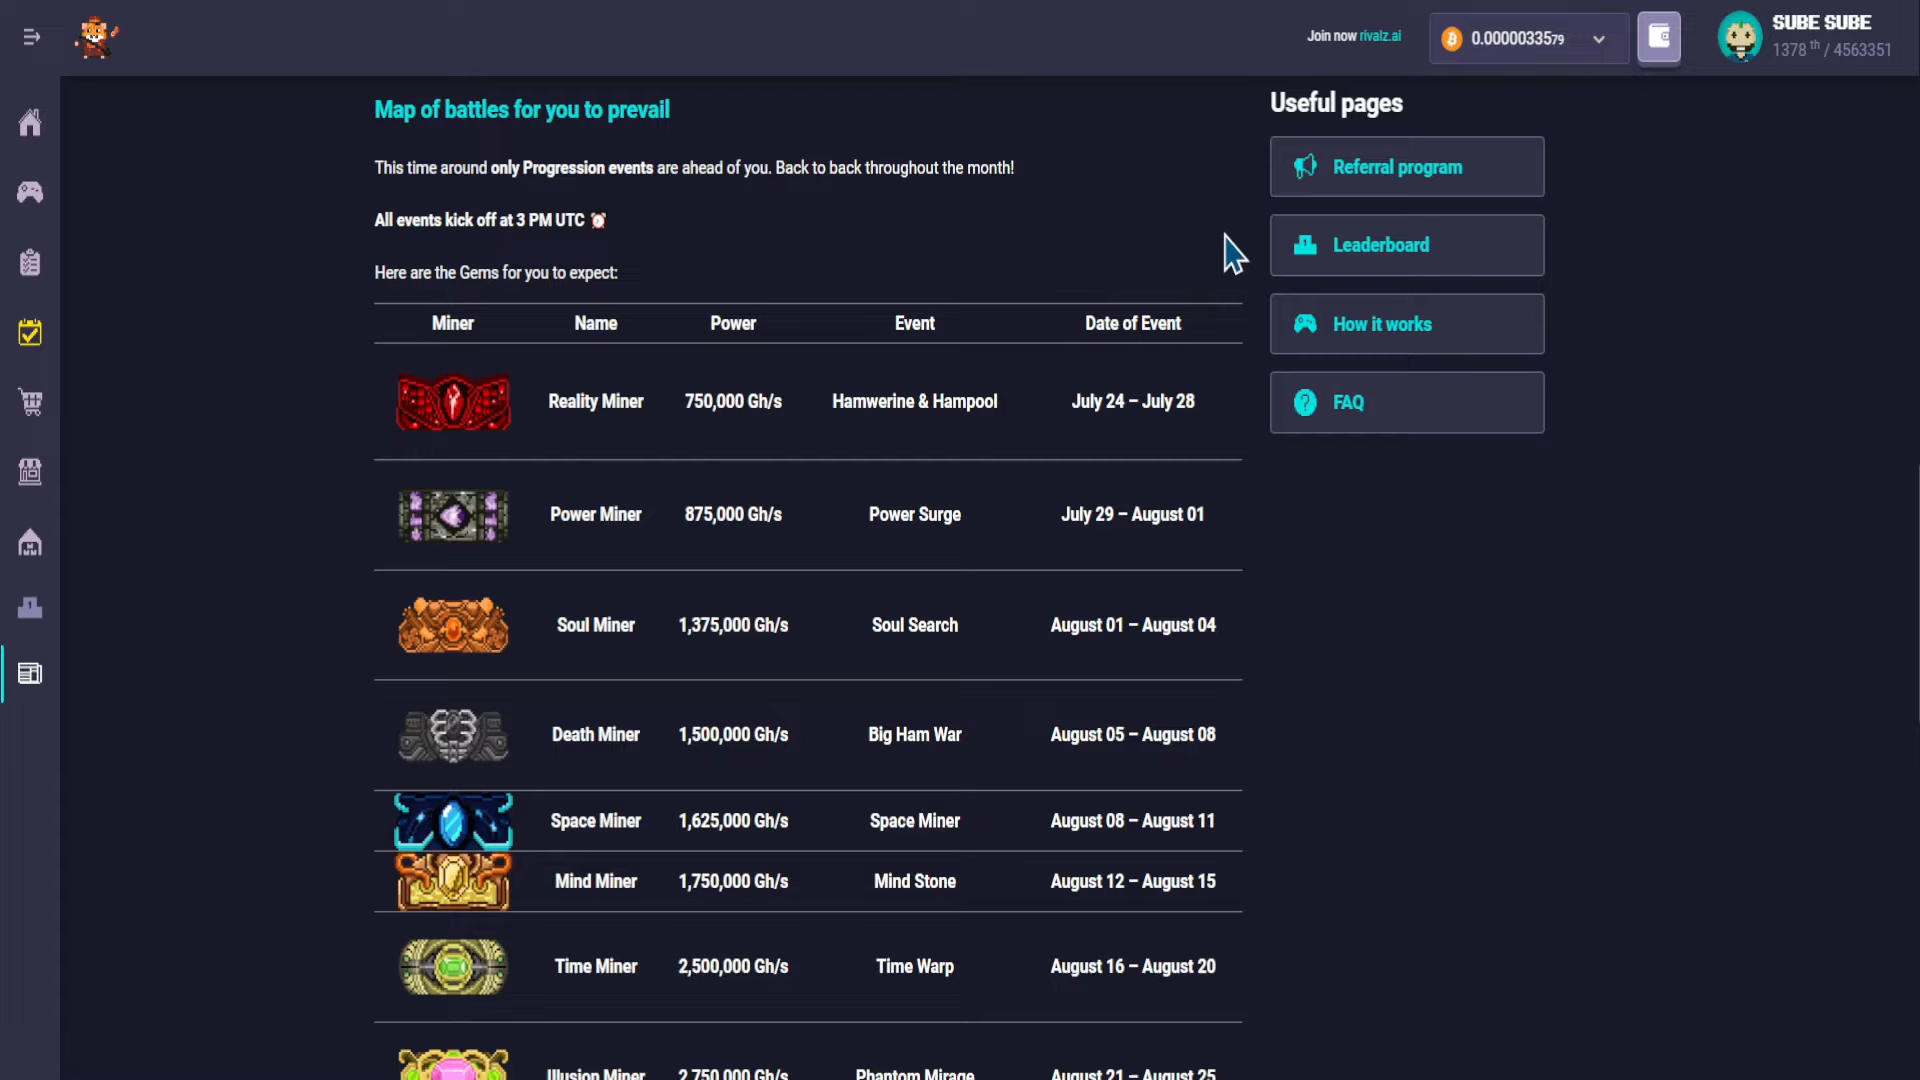 Join now rivalz.ai
0.0000033579
SUBE SUBE
1378 th / 4563351
Map of battles for you to prevail
This time around only Progression events are ahead of you. Back to back throughout the month!
All events kick off at 3 PM UTC
Here are the Gems for you to expect:
Miner Name Power Event Date of Event
Reality Miner 750,000 Gh/s Hamwerine & Hampool July 24 – July 28
Power Miner 875,000 Gh/s Power Surge July 29 – August 01
Soul Miner 1,375,000 Gh/s Soul Search August 01 – August 04
Death Miner 1,500,000 Gh/s Big Ham War August 05 – August 08
Space Miner 1,625,000 Gh/s Space Miner August 08 – August 11
Mind Miner 1,750,000 Gh/s Mind Stone August 12 – August 15
Time Miner 2,500,000 Gh/s Time Warp August 16 – August 20
Illusion Miner 2,750,000 Gh/s Phantom Mirage August 21 – August 25
Useful pages
Referral program
Leaderboard
How it works
FAQ